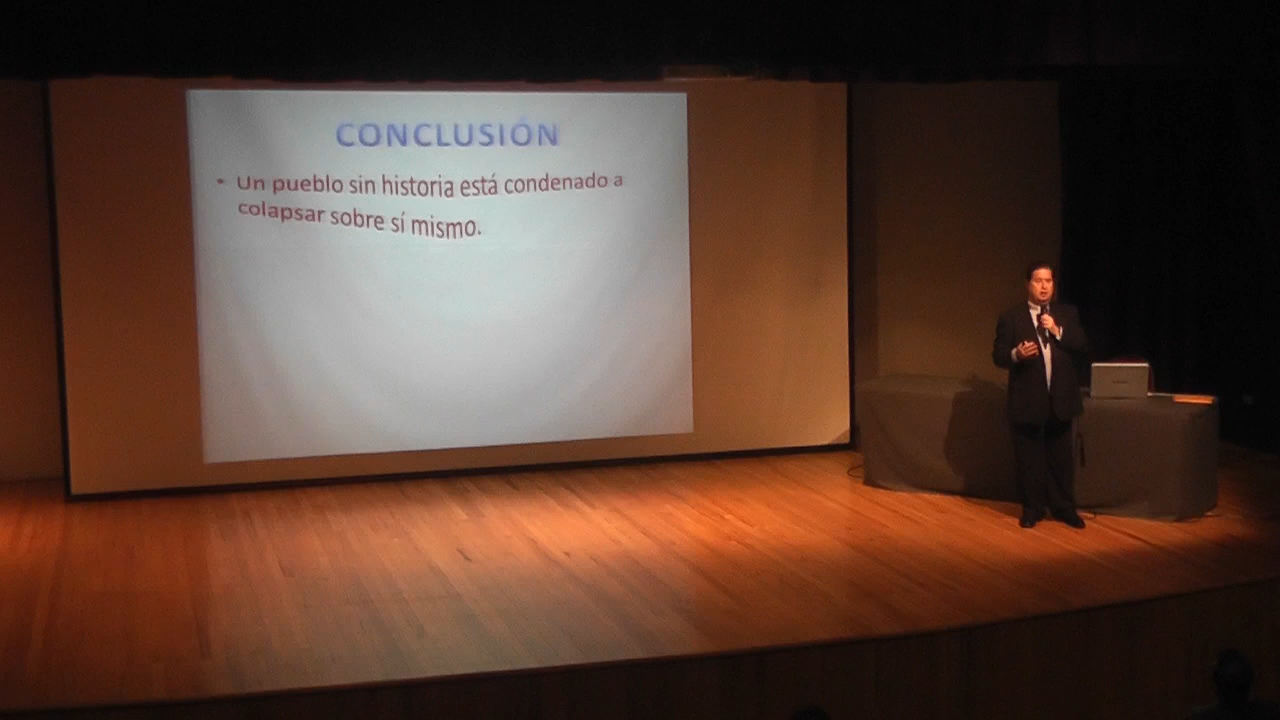 CONCLUSIÓN
• Un pueblo sin historia está condenado a
colapsar sobre sí mismo.